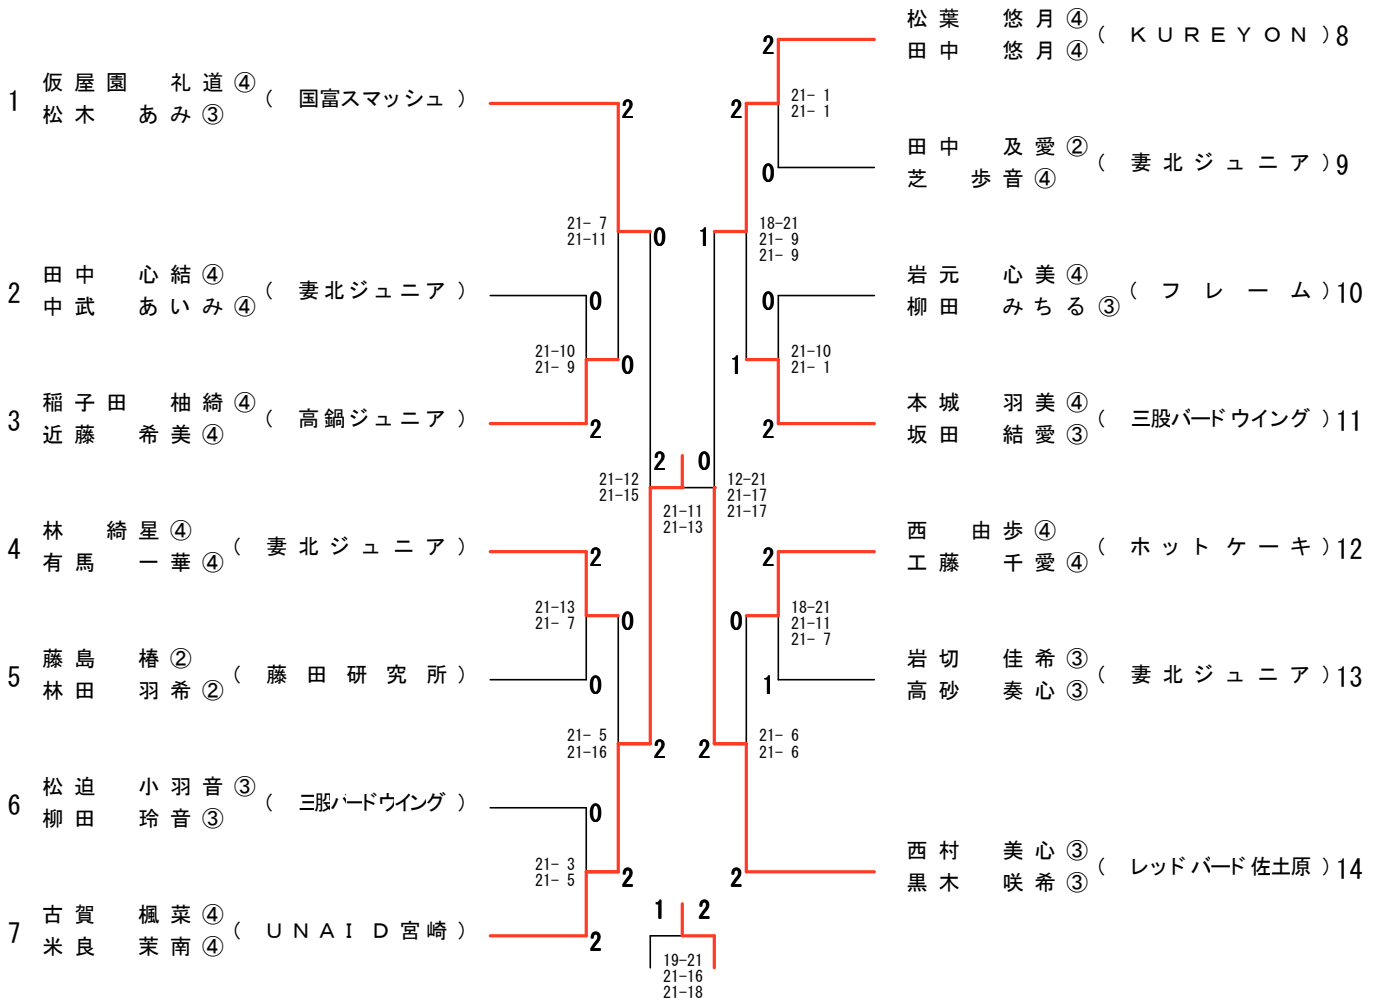 1 仮屋園 礼道④ ( 国富スマッシュ )
松木 あみ③
2 田中 心結④ ( 妻北ジュニア )
中武 あいみ④
3 稲子田 柚綺④ ( 高鍋ジュニア )
近藤 希美④
4 林 綺星④ ( 妻北ジュニア )
有馬 一華④
5 藤島 椿② ( 藤田研究所 )
林田 羽希②
6 松迫 小羽音③ ( 三股バードウイング )
柳田 玲音③
7 古賀 楓菜④ ( UNAID宮崎 )
米良 茉南④
2
21- 7
21-11
0
0
21-10
21- 9
0
2
2
21-13
21- 7
0
0
21- 5
21-16
2
0
21- 3
21- 5
2
2
21-12
21-15
2 0
21-11
21-13
1 2
19-21
21-16
21-18
1
12-21
21-17
21-17
2
2
21- 1
21- 1
2
0
18-21
21- 9
21- 9
0
1
21-10
21- 1
2
2
0
18-21
21-11
21- 7
1
21- 6
21- 6
2
松葉 悠月④ ( KUREYON ) 8
田中 悠月④
田中 及愛② ( 妻北ジュニア ) 9
芝 歩音④
岩元 心美④ ( フレーム ) 10
柳田 みちる③
本城 羽美④ ( 三股バードウイング ) 11
坂田 結愛③
西 由歩④ ( ホットケーキ ) 12
工藤 千愛④
岩切 佳希③ ( 妻北ジュニア ) 13
高砂 奏心③
西村 美心③ ( レッドバード佐土原 ) 14
黒木 咲希③